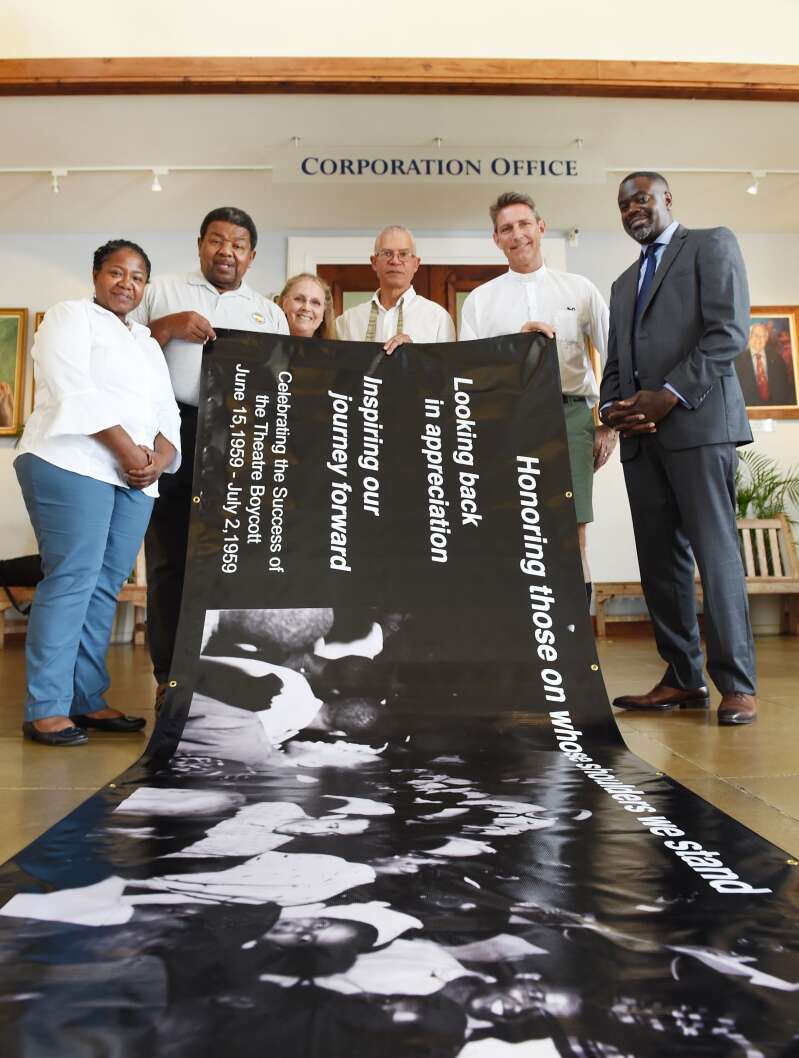 CORPORATION OFFICE
Honoring those on whose shoulders we stand
Looking back
in appreciation
Inspiring our
journey forward
Celebrating the Success of
the Theatre Boycott
June 15,1959 - July 2,1959